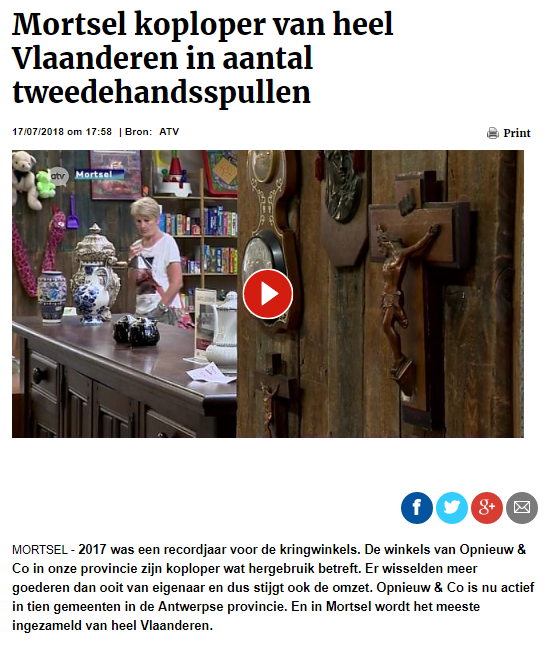 Mortsel koploper van heel
Vlaanderen in aantal
tweedehandsspullen
17/07/2018 om 17:58 | Bron: ATV
Print
atv Mortsel
f
g+
MORTSEL - 2017 was een recordjaar voor de kringwinkels. De winkels van Opnieuw &
Co in onze provincie zijn koploper wat hergebruik betreft. Er wisselden meer
goederen dan ooit van eigenaar en dus stijgt ook de omzet. Opnieuw & Co is nu actief
in tien gemeenten in de Antwerpse provincie. En in Mortsel wordt het meeste
ingezameld van heel Vlaanderen.